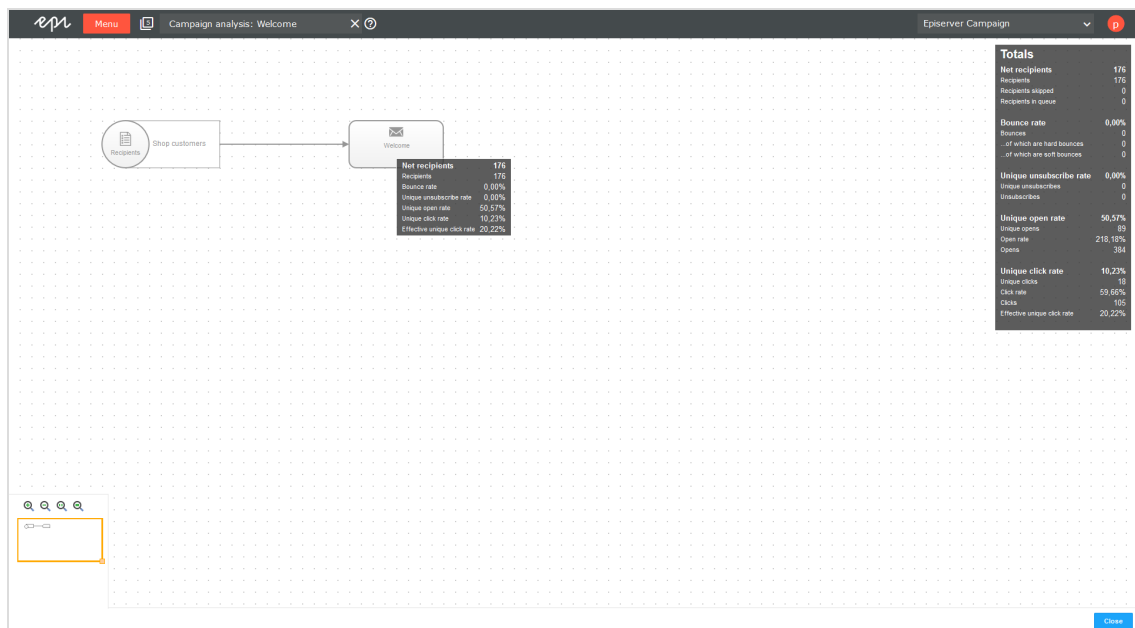 epi Menu 5 Campaign analysis: Welcome Episerver Campaign p
Totals
Net recipients 176
Recipients 176
Recipients skipped 0
Recipients in queue 0
Bounce rate 0,00%
Bounces 0
...of which are hard bounces 0
...of which are soft bounces 0
Unique unsubscribe rate 0,00%
Unique unsubscribes 0
Unsubscribes 0
Unique open rate 50,57%
Unique opens 89
Open rate 218,18%
Opens 384
Unique click rate 10,23%
Unique clicks 18
Click rate 59,66%
Clicks 105
Effective unique click rate 20,22%
Recipients
Shop customers
Welcome
Net recipients 176
Recipients 176
Bounce rate 0,00%
Unique unsubscribe rate 0,00%
Unique open rate 50,57%
Unique click rate 10,23%
Effective unique click rate 20,22%
Close